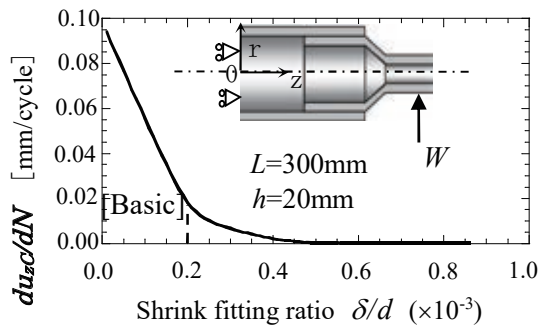 0.10
0.08
0.06
0.04
0.02
0.00
du_zC/dN [mm/cycle]
r
0
z
W
L=300mm
h=20mm
[Basic]
0.0 0.2 0.4 0.6 0.8 1.0
Shrink fitting ratio δ/d (×10⁻³)